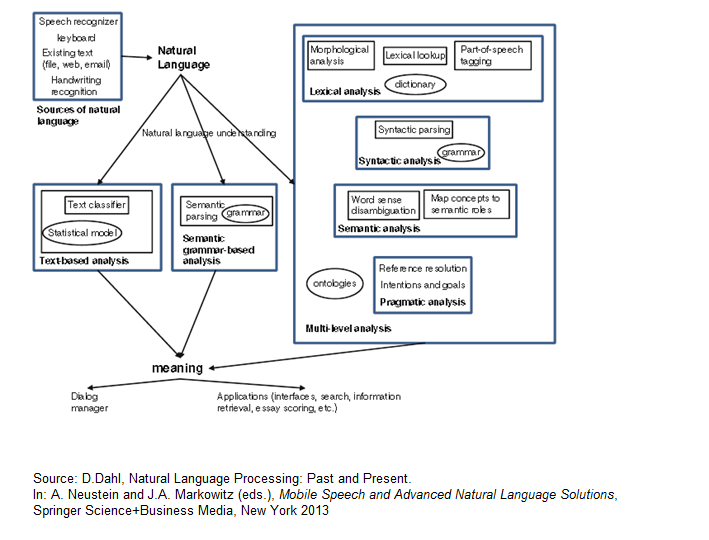 Speech recognizer
keyboard
Existing text
(file, web, email)
Handwriting
recognition
Sources of natural
language
Natural
Language
Natural language understanding
Morphological
analysis
Lexical lookup
Part-of-speech
tagging
dictionary
Lexical analysis
Syntactic parsing
grammar
Syntactic analysis
Word sense
disambiguation
Map concepts to
semantic roles
Semantic analysis
ontologies
Reference resolution
Intentions and goals
Pragmatic analysis
Multi-level analysis
Text classifier
Statistical model
Text-based analysis
Semantic
parsing
grammar
Semantic
grammar-based
analysis
meaning
Dialog
manager
Applications (interfaces, search, information
retrieval, essay scoring, etc.)
Source: D.Dahl, Natural Language Processing: Past and Present.
In: A. Neustein and J.A. Markowitz (eds.), Mobile Speech and Advanced Natural Language Solutions,
Springer Science+Business Media, New York 2013